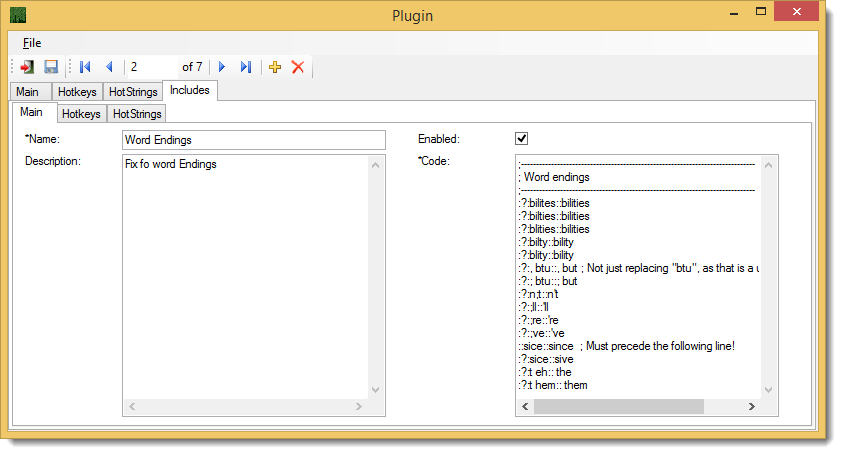 Plugin
File
2 of 7
Main Hotkeys HotStrings Includes
Main Hotkeys HotStrings
*Name: Word Endings Enabled:
Description: Fix fo word Endings *Code:
;------------------------------------------------------------------------------
; Word endings
;------------------------------------------------------------------------------
:?:bilites::bilities
:?:bilties::bilities
:?:blities::bilities
:?:bilty::bility
:?:blity::bility
:?:, btu::, but ; Not just replacing "btu", as that is a u
:?:; btu::; but
:?:n;t::n't
:?:;ll::'ll
:?:;re::'re
:?:;ve::'ve
::sice::since ; Must precede the following line!
:?:sice::sive
:?:t eh:: the
:?:t hem:: them